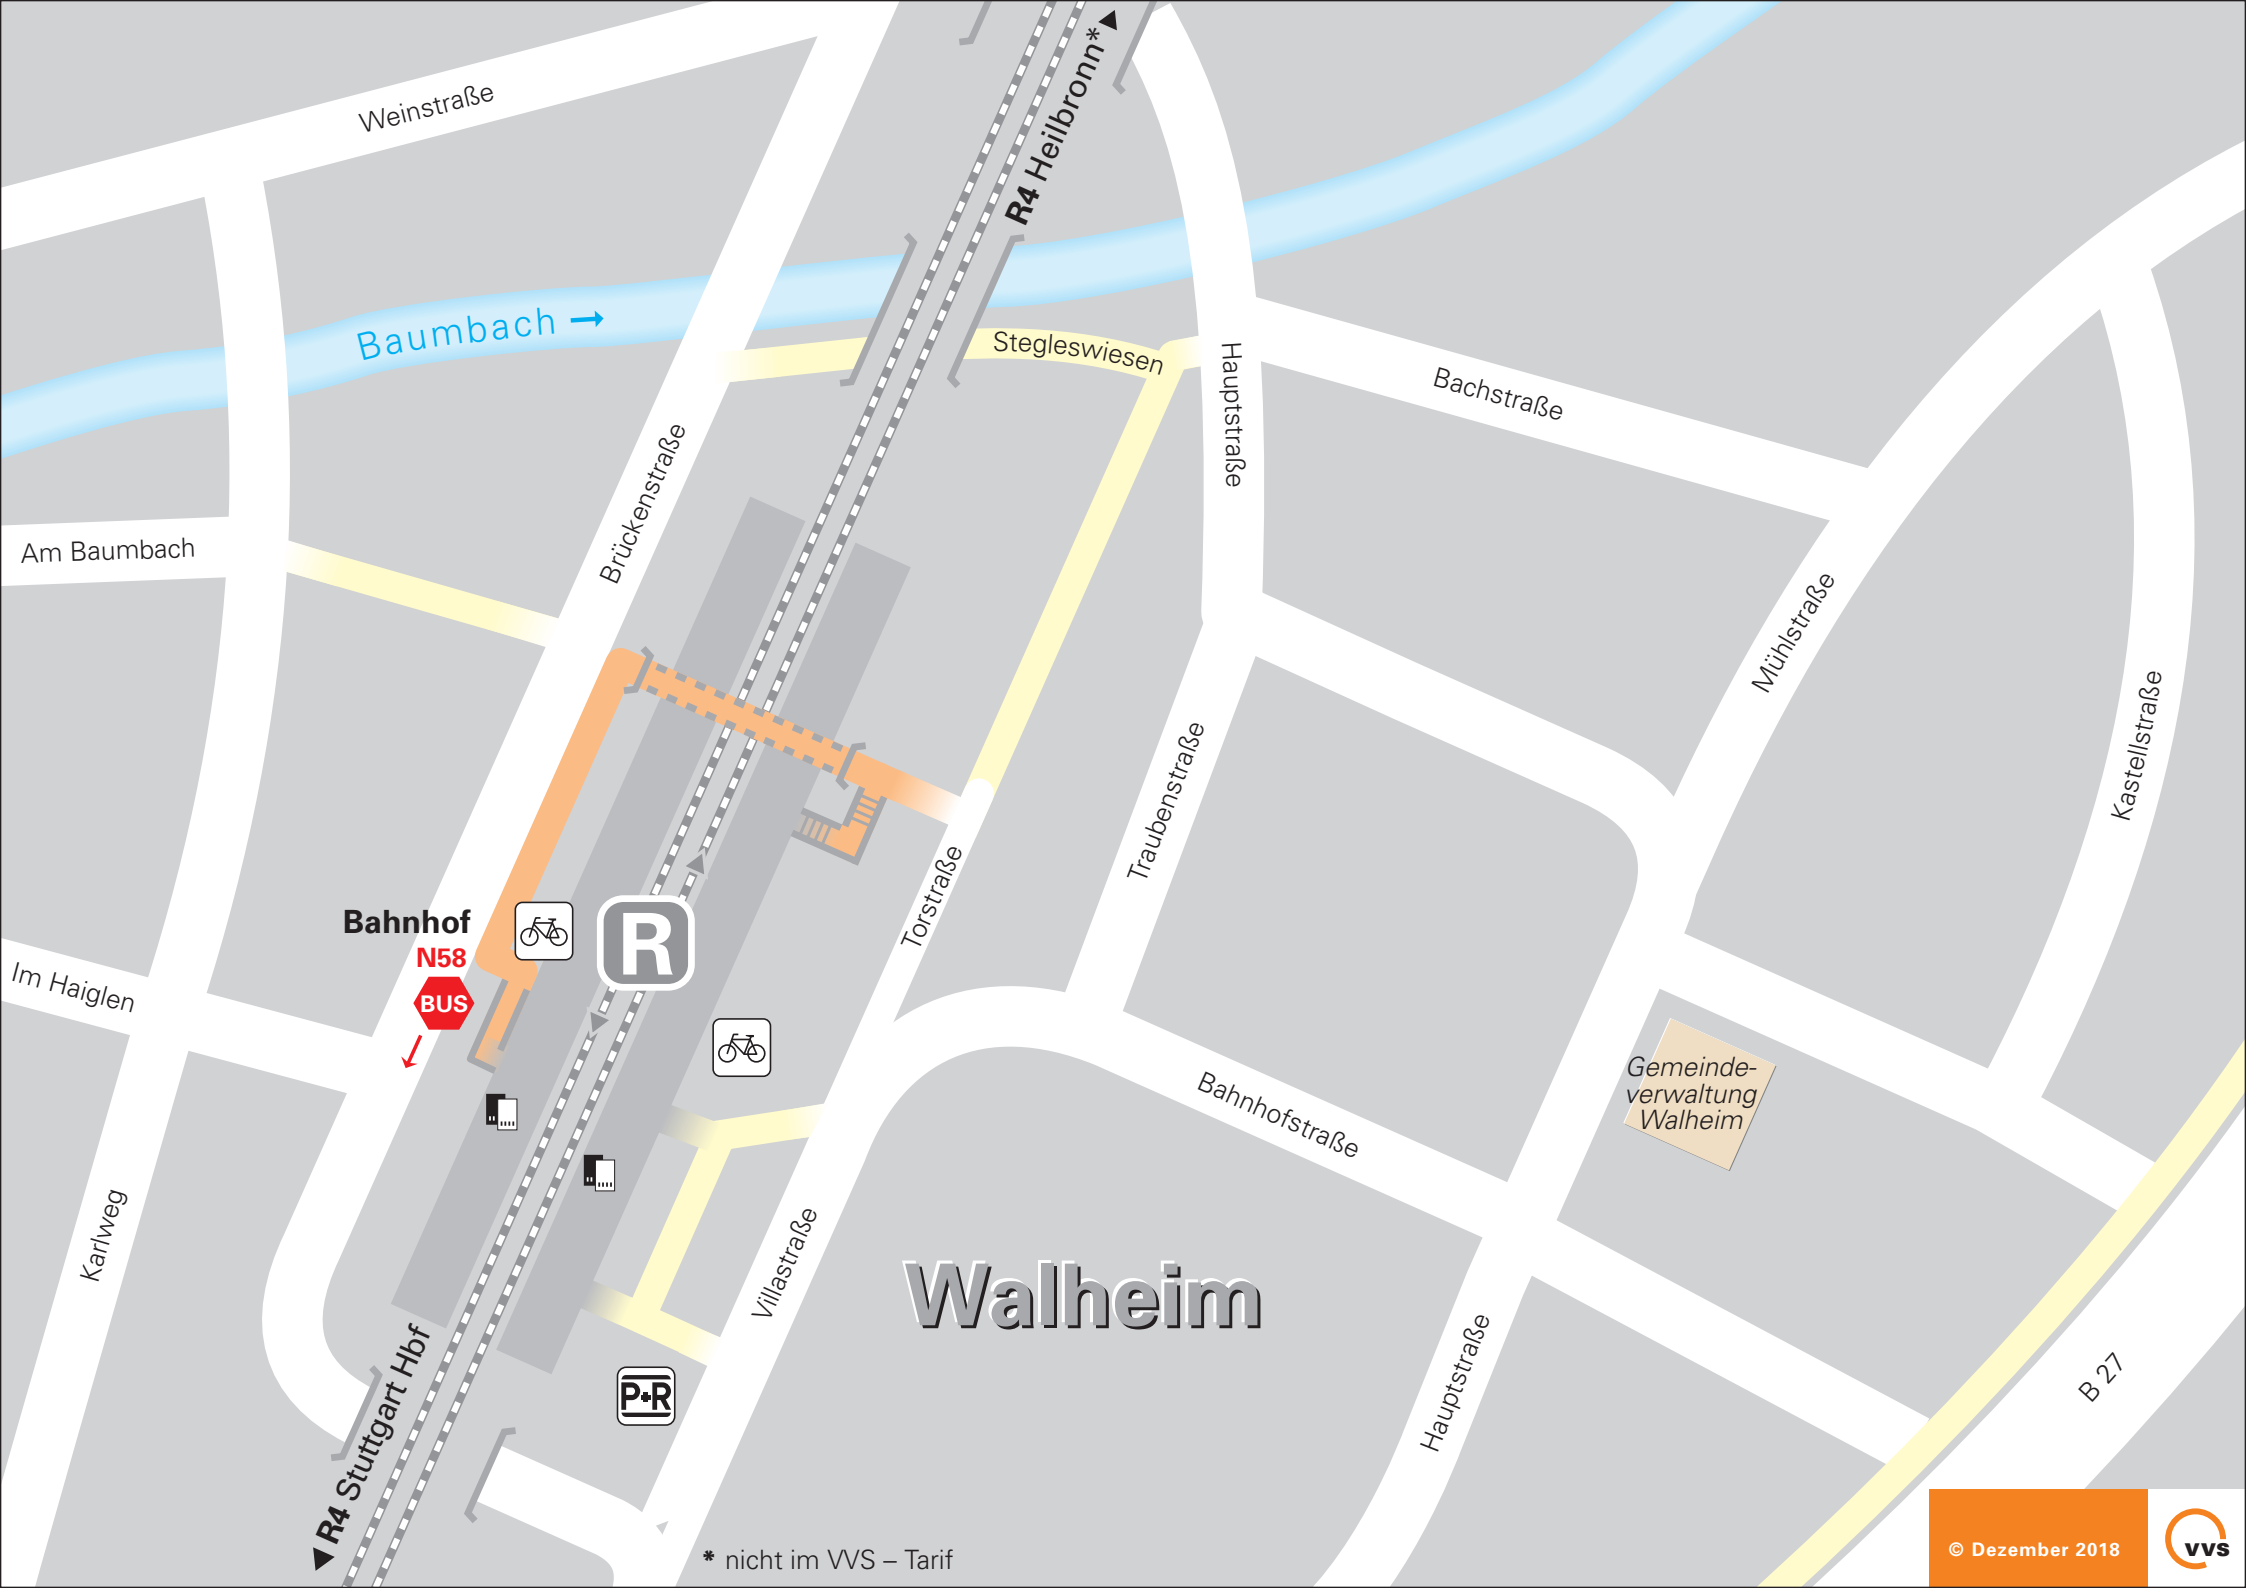 Weinstraße
R4 Heilbronn*
Baumbach
Stegleswiesen
Hauptstraße
Bachstraße
Brückenstraße
Am Baumbach
Mühlstraße
Kastellstraße
Traubenstraße
Torstraße
Bahnhof
N58
BUS
R
Im Haiglen
Gemeinde-
verwaltung
Walheim
Bahnhofstraße
Karlweg
Villastraße
Walheim
Hauptstraße
B 27
P+R
R4 Stuttgart Hbf
* nicht im VVS – Tarif
© Dezember 2018
vvs